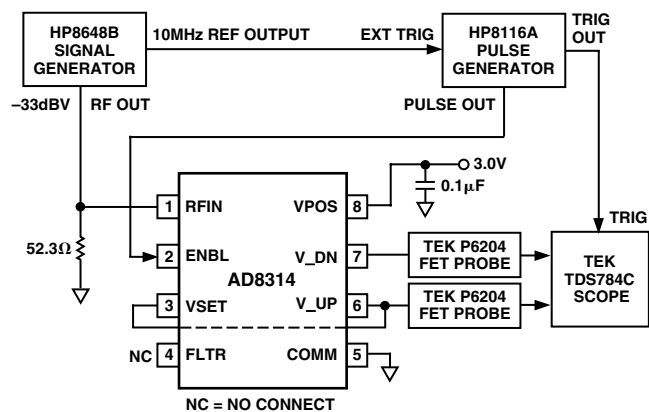 HP8648B
SIGNAL
GENERATOR
10MHz REF OUTPUT
EXT TRIG
HP8116A
PULSE
GENERATOR
TRIG
OUT
–33dBV
RF OUT
PULSE OUT
3.0V
0.1µF
52.3Ω
1 RFIN
VPOS 8
2 ENBL
V_DN 7
AD8314
3 VSET
V_UP 6
NC 4 FLTR
COMM 5
TEK P6204
FET PROBE
TEK P6204
FET PROBE
TRIG
TEK
TDS784C
SCOPE
NC = NO CONNECT